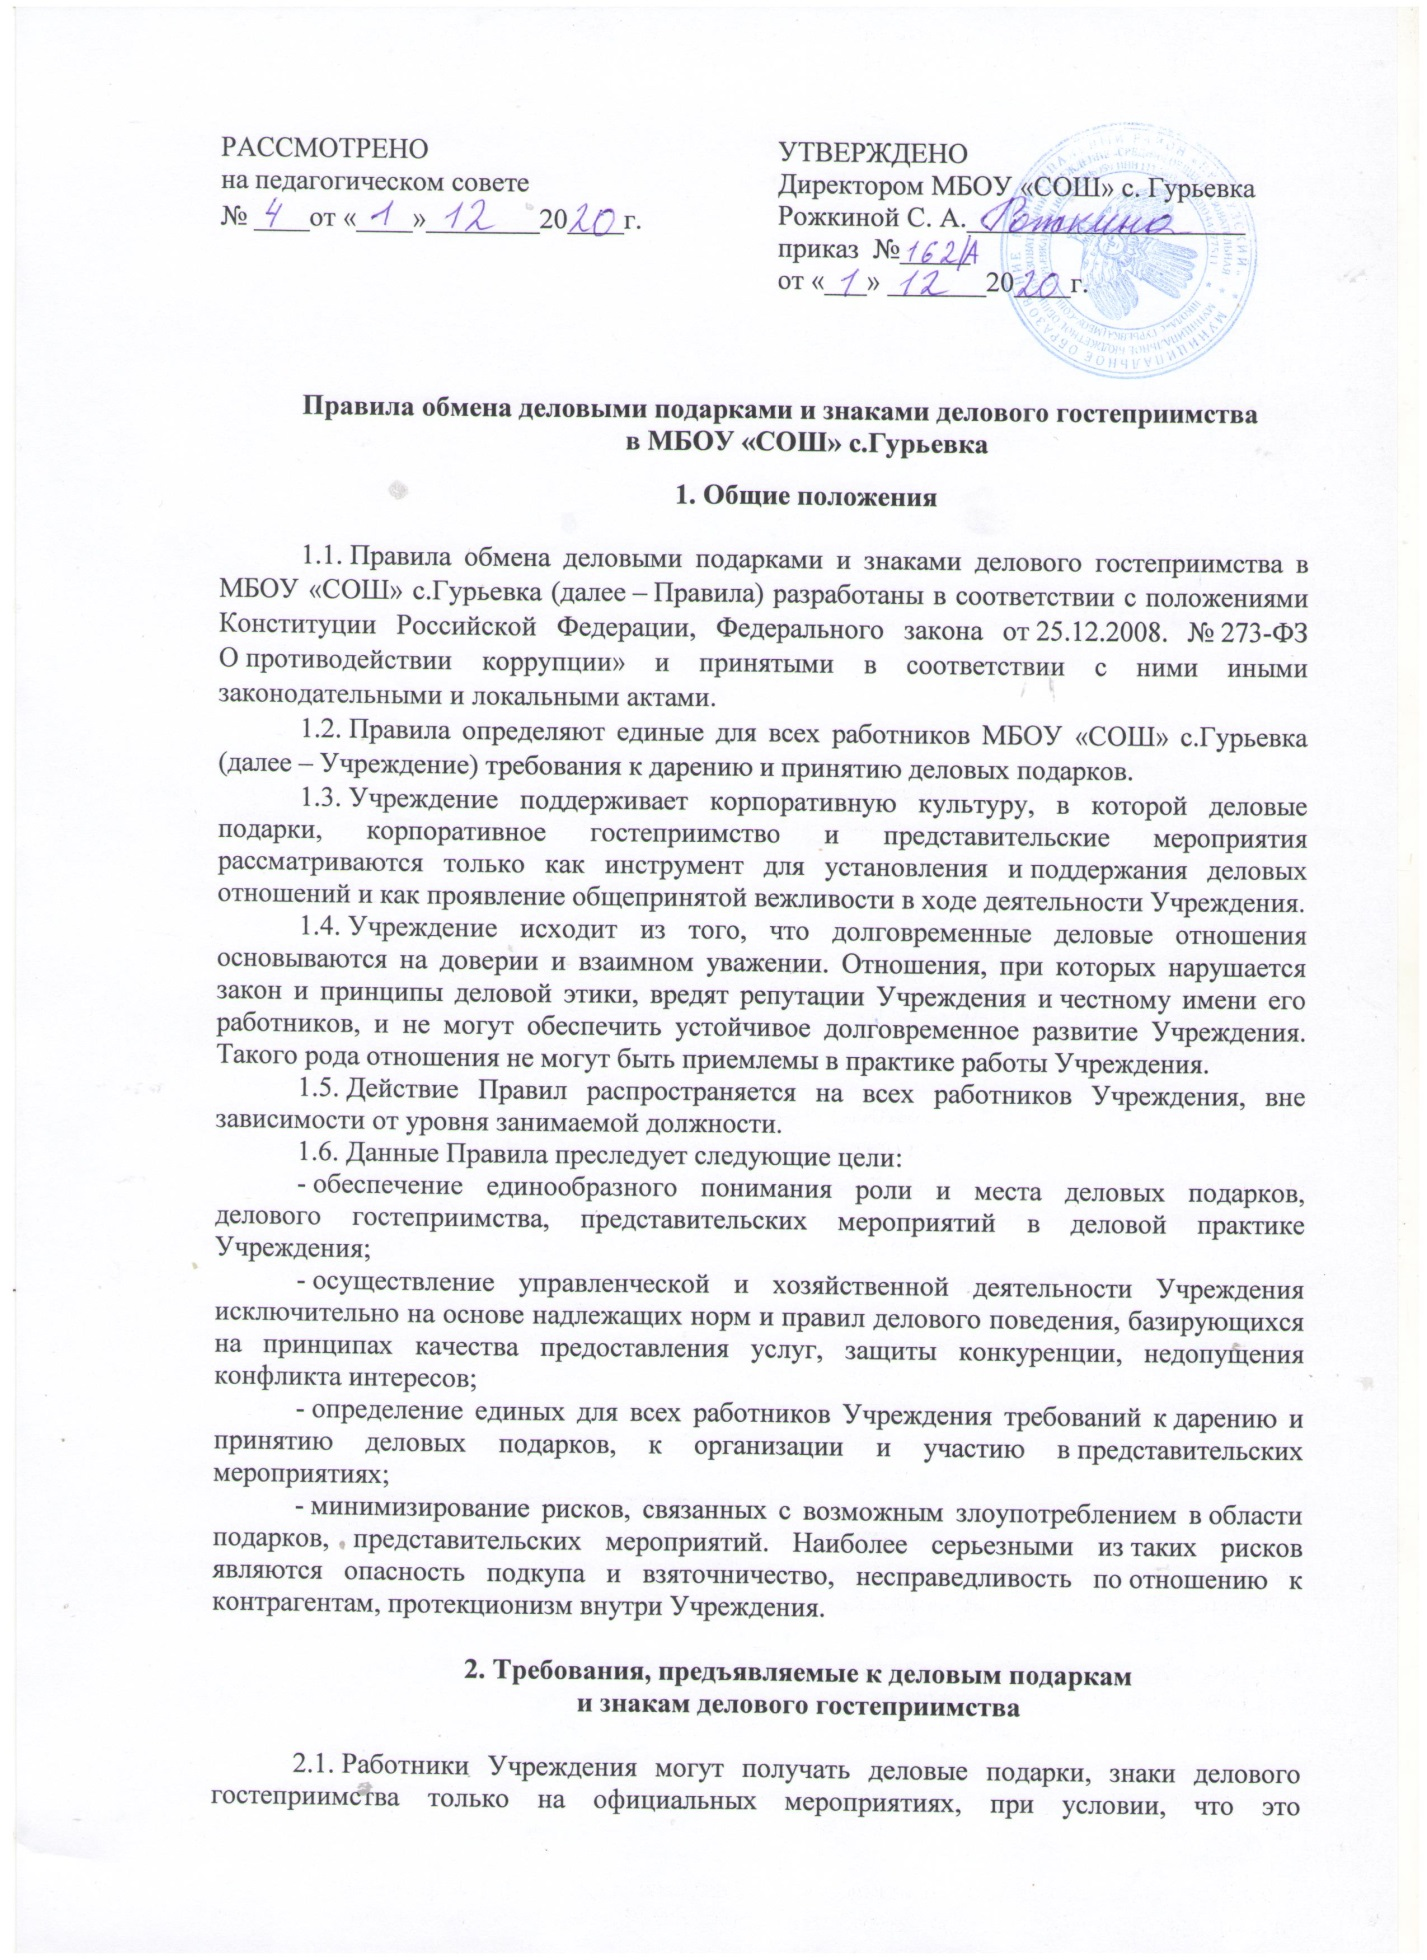 РАССМОТРЕНО
на педагогическом совете
№ 4 от «1» 12 2020 г.
УТВЕРЖДЕНО
Директором МБОУ «СОШ» с. Гурьевка
Рожкиной С. А. Рожкина
приказ № 162/А
от «1» 12 2020 г.
Правила обмена деловыми подарками и знаками делового гостеприимства
в МБОУ «СОШ» с.Гурьевка
1. Общие положения
1.1. Правила обмена деловыми подарками и знаками делового гостеприимства в
МБОУ «СОШ» с.Гурьевка (далее – Правила) разработаны в соответствии с положениями
Конституции Российской Федерации, Федерального закона от 25.12.2008. № 273-ФЗ
О противодействии коррупции» и принятыми в соответствии с ними иными
законодательными и локальными актами.
1.2. Правила определяют единые для всех работников МБОУ «СОШ» с.Гурьевка
(далее – Учреждение) требования к дарению и принятию деловых подарков.
1.3. Учреждение поддерживает корпоративную культуру, в которой деловые
подарки, корпоративное гостеприимство и представительские мероприятия
рассматриваются только как инструмент для установления и поддержания деловых
отношений и как проявление общепринятой вежливости в ходе деятельности Учреждения.
1.4. Учреждение исходит из того, что долговременные деловые отношения
основываются на доверии и взаимном уважении. Отношения, при которых нарушается
закон и принципы деловой этики, вредят репутации Учреждения и честному имени его
работников, и не могут обеспечить устойчивое долговременное развитие Учреждения.
Такого рода отношения не могут быть приемлемы в практике работы Учреждения.
1.5. Действие Правил распространяется на всех работников Учреждения, вне
зависимости от уровня занимаемой должности.
1.6. Данные Правила преследует следующие цели:
- обеспечение единообразного понимания роли и места деловых подарков,
делового гостеприимства, представительских мероприятий в деловой практике
Учреждения;
- осуществление управленческой и хозяйственной деятельности Учреждения
исключительно на основе надлежащих норм и правил делового поведения, базирующихся
на принципах качества предоставления услуг, защиты конкуренции, недопущения
конфликта интересов;
- определение единых для всех работников Учреждения требований к дарению и
принятию деловых подарков, к организации и участию в представительских
мероприятиях;
- минимизирование рисков, связанных с возможным злоупотреблением в области
подарков, представительских мероприятий. Наиболее серьезными из таких рисков
являются опасность подкупа и взяточничество, несправедливость по отношению к
контрагентам, протекционизм внутри Учреждения.
2. Требования, предъявляемые к деловым подаркам
и знакам делового гостеприимства
2.1. Работники Учреждения могут получать деловые подарки, знаки делового
гостеприимства только на официальных мероприятиях, при условии, что это